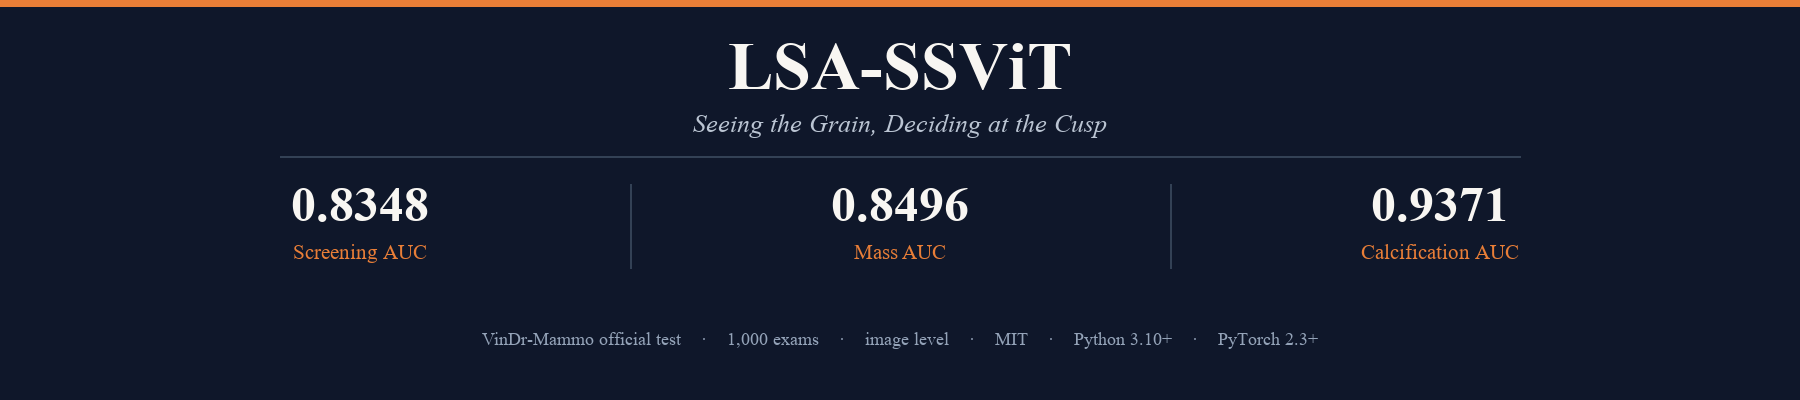 LSA-SSViT
Seeing the Grain, Deciding at the Cusp
0.8348 0.8496 0.9371
Screening AUC Mass AUC Calcification AUC
VinDr-Mammo official test · 1,000 exams · image level · MIT · Python 3.10+ · PyTorch 2.3+